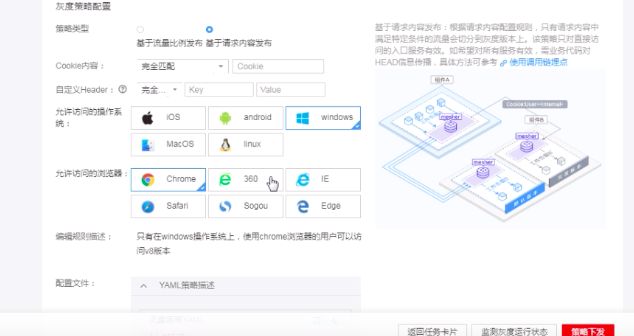 灰度策略配置
策略类型
基于流量比例发布 基于请求内容发布
Cookie内容： 完全匹配 Cookie
自定义Header： 完全... Key Value
允许访问的操作系统： iOS android windows
MacOS linux
允许访问的浏览器： Chrome 360 IE
Safari Sogou Edge
编辑规则描述： 只有在windows操作系统上，使用chrome浏览器的用户可以访
问v8版本
配置文件： YAML策略描述
基于请求内容发布：根据请求内容配置规则，只有请求内容中
满足特定条件的流量会切分到灰度版本上。该策略只对直接访
问的入口服务有效。如希望对所有服务有效，需业务代码对
HEAD信息传播，具体方法可参考 使用调用链埋点
组件A
Cookie(User=Internal)
组件B
mesher
mesher
返回任务卡片 监测灰度运行状态 策略下发